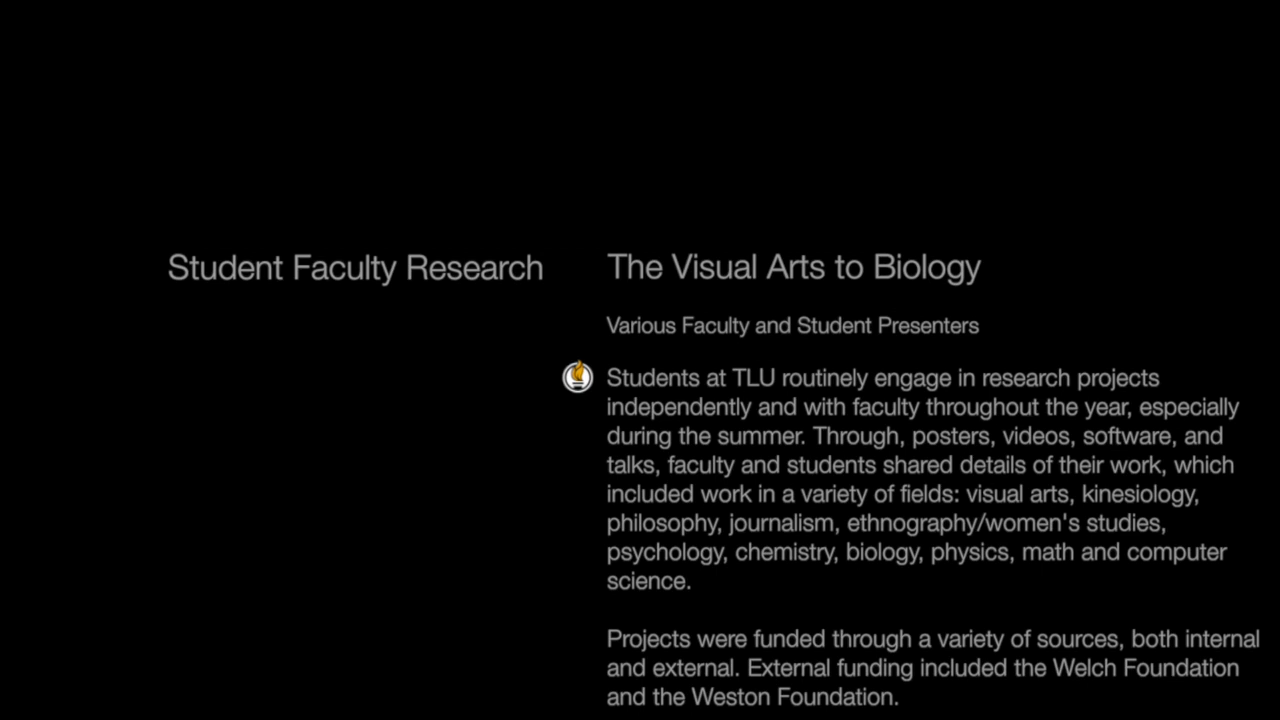 Student Faculty Research
The Visual Arts to Biology
Various Faculty and Student Presenters
Students at TLU routinely engage in research projects
independently and with faculty throughout the year, especially
during the summer. Through, posters, videos, software, and
talks, faculty and students shared details of their work, which
included work in a variety of fields: visual arts, kinesiology,
philosophy, journalism, ethnography/women's studies,
psychology, chemistry, biology, physics, math and computer
science.
Projects were funded through a variety of sources, both internal
and external. External funding included the Welch Foundation
and the Weston Foundation.